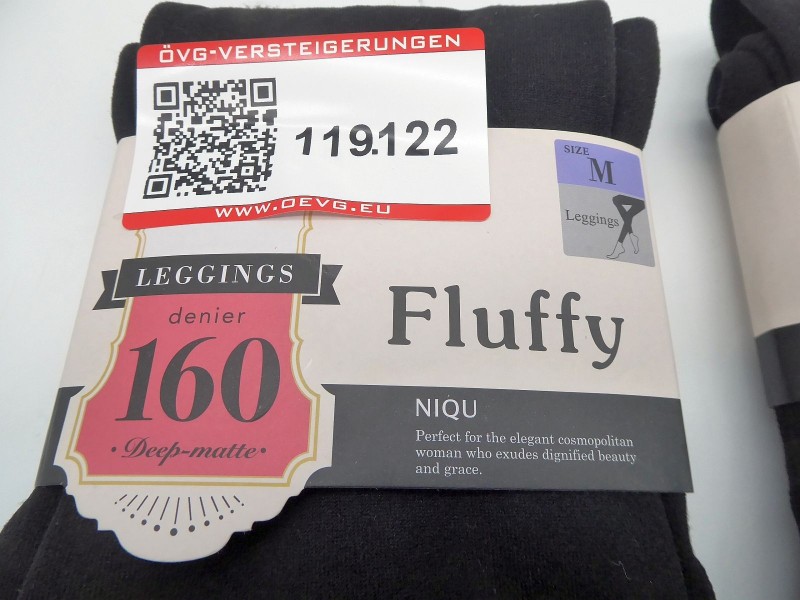 ÖVG-VERSTEIGERUNGEN
119.122
WWW.OEVG.EU
SIZE
M
Leggings
LEGGINGS
denier
160
•Deep-matte•
Fluffy
NIQU
Perfect for the elegant cosmopolitan
woman who exudes dignified beauty
and grace.